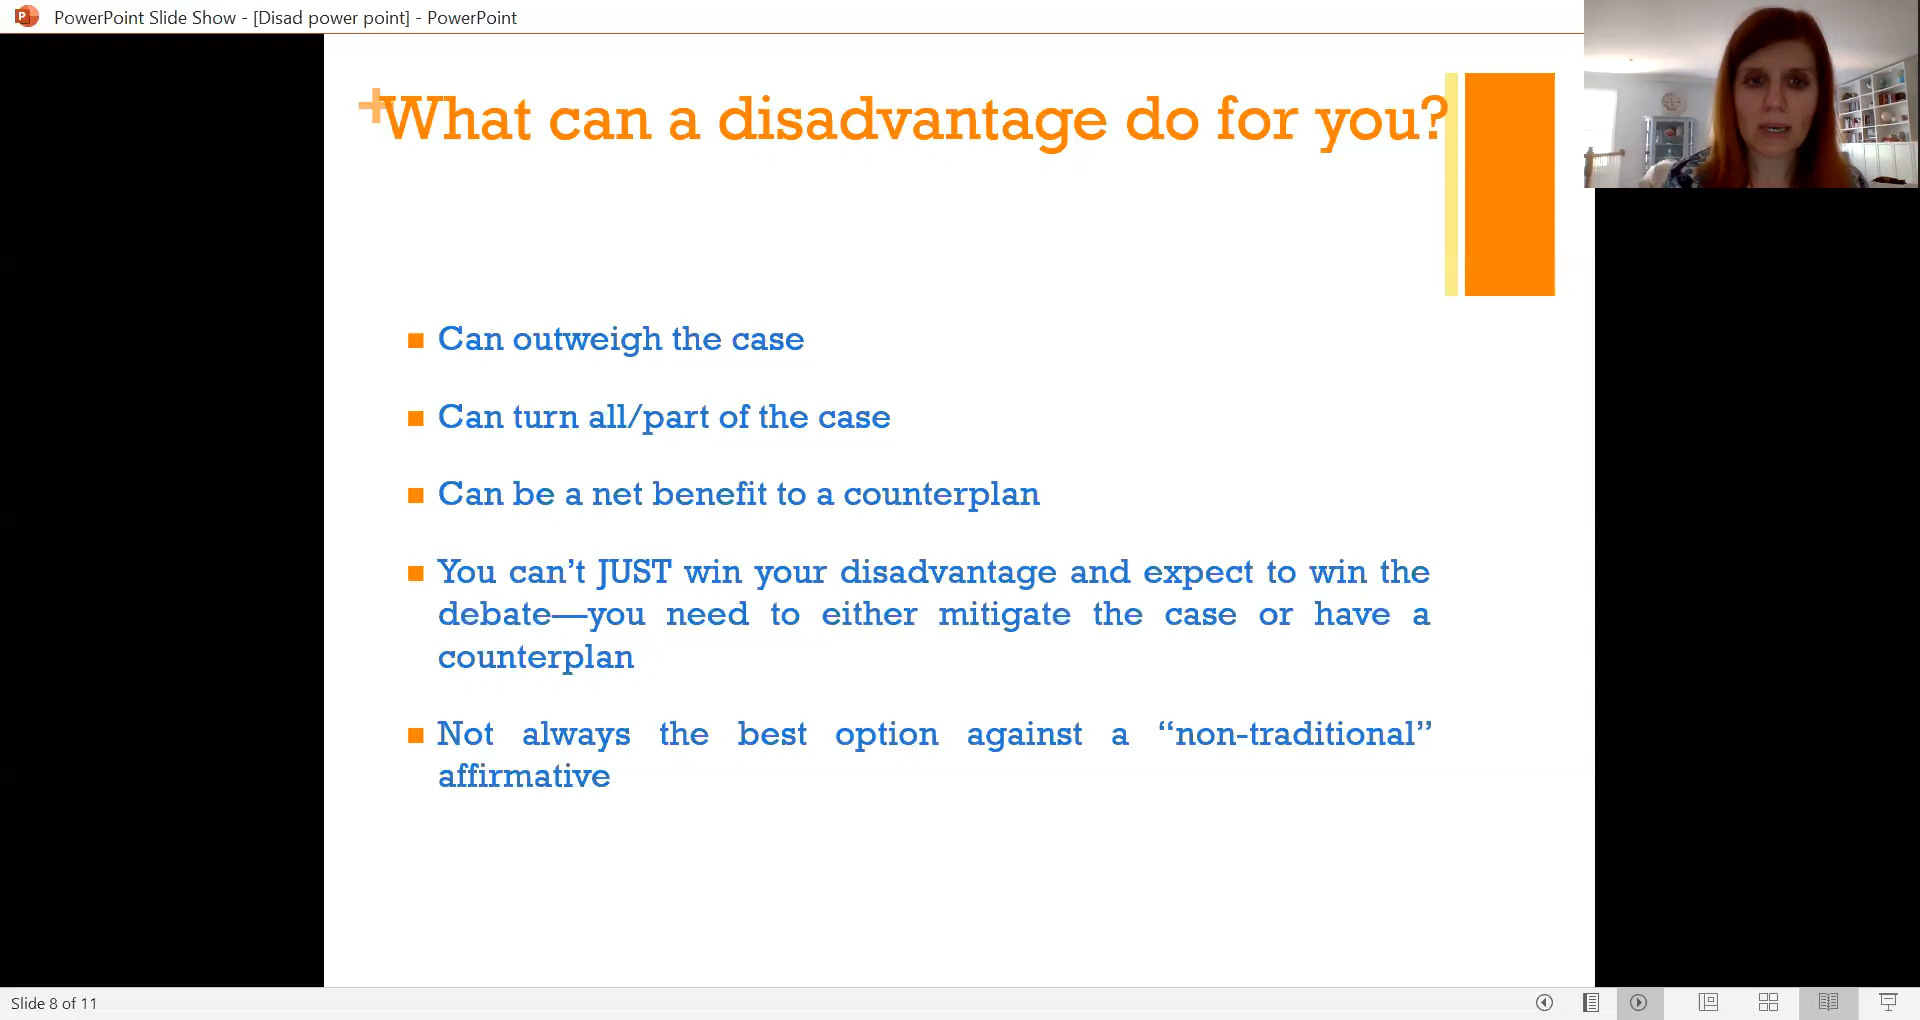 PowerPoint Slide Show - [Disad power point] - PowerPoint
What can a disadvantage do for you?
Can outweigh the case
Can turn all/part of the case
Can be a net benefit to a counterplan
You can’t JUST win your disadvantage and expect to win the
debate—you need to either mitigate the case or have a
counterplan
Not always the best option against a “non-traditional”
affirmative
Slide 8 of 11